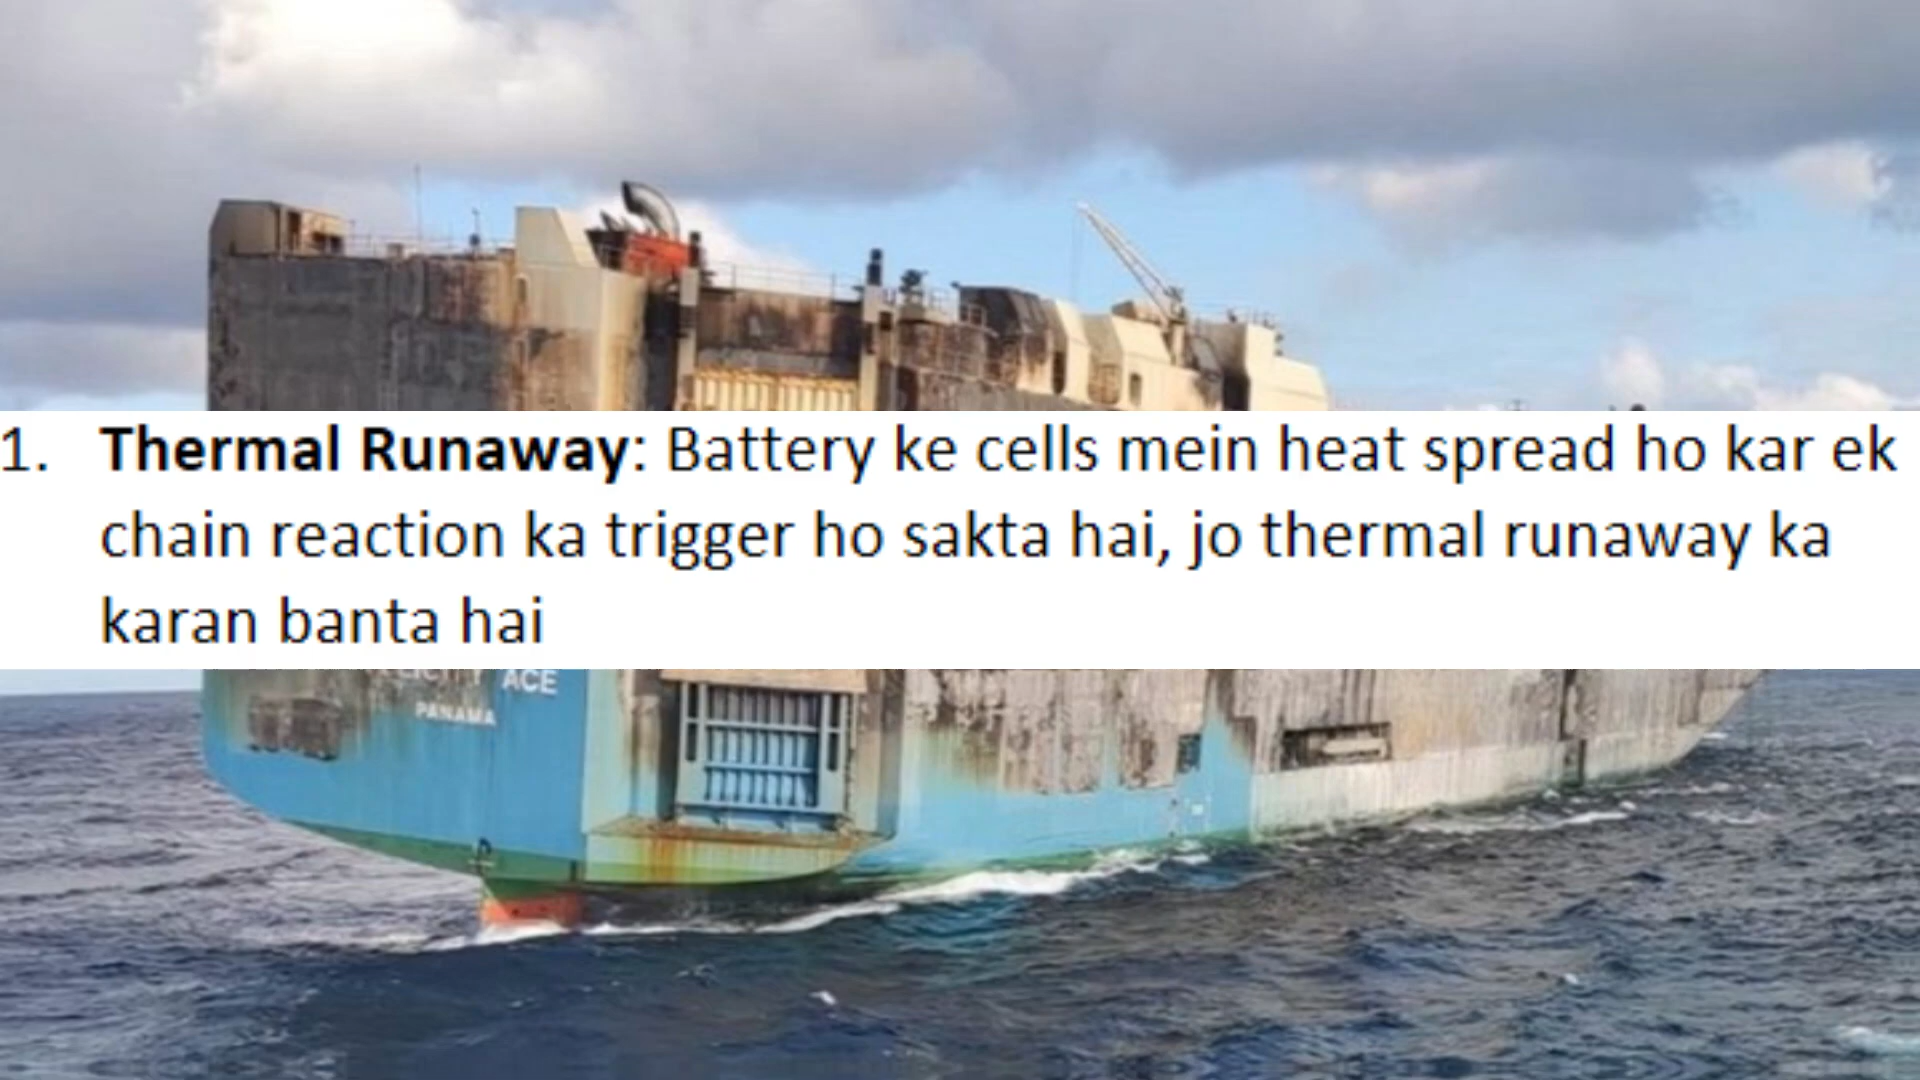 1. Thermal Runaway: Battery ke cells mein heat spread ho kar ek
chain reaction ka trigger ho sakta hai, jo thermal runaway ka
karan banta hai
ACE
PANAMA